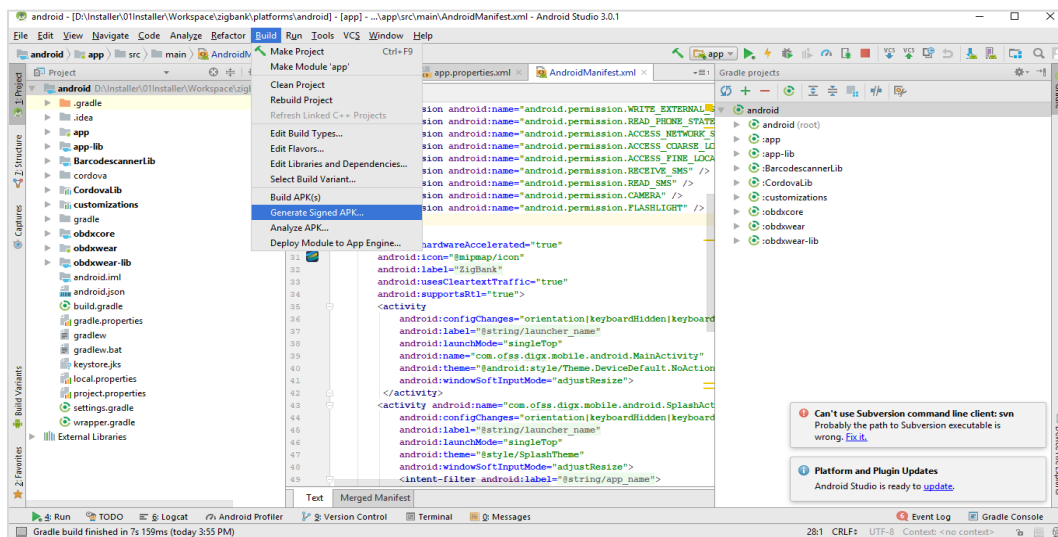 android - [D:\Installer\01Installer\Workspace\zigbank\platforms\android] - [app] - ...\app\src\main\AndroidManifest.xml - Android Studio 3.0.1
File Edit View Navigate Code Analyze Refactor Build Run Tools VCS Window Help
android app src main AndroidM
app
Project
app.properties.xml
AndroidManifest.xml
Gradle projects
Make Project Ctrl+F9
Make Module 'app'
Clean Project
Rebuild Project
Refresh Linked C++ Projects
Edit Build Types...
Edit Flavors...
Edit Libraries and Dependencies...
Select Build Variant...
Build APK(s)
Generate Signed APK...
Analyze APK...
Deploy Module to App Engine...
1: Project
Z: Structure
Captures
Build Variants
2: Favorites
android D:\Installer\01Installer\Workspace\zigb
.gradle
.idea
app
app-lib
BarcodescannerLib
cordova
CordovaLib
customizations
gradle
obdxcore
obdxwear
obdxwear-lib
android.iml
android.json
build.gradle
gradle.properties
gradlew
gradlew.bat
keystore.jks
local.properties
project.properties
settings.gradle
wrapper.gradle
External Libraries
sion android:name="android.permission.WRITE_EXTERNAL_S
sion android:name="android.permission.READ_PHONE_STATE
sion android:name="android.permission.ACCESS_NETWORK_S
sion android:name="android.permission.ACCESS_COARSE_LO
sion android:name="android.permission.ACCESS_FINE_LOCA
sion android:name="android.permission.RECEIVE_SMS" />
sion android:name="android.permission.READ_SMS" />
sion android:name="android.permission.CAMERA" />
sion android:name="android.permission.FLASHLIGHT" />
hardwareAccelerated="true"
31 android:icon="@mipmap/icon"
32 android:label="ZigBank"
33 android:usesCleartextTraffic="true"
34 android:supportsRtl="true">
35 <activity
36 android:configChanges="orientation|keyboardHidden|keyboard
37 android:label="@string/launcher_name"
38 android:launchMode="singleTop"
39 android:name="com.ofss.digx.mobile.android.MainActivity"
40 android:theme="@android:style/Theme.DeviceDefault.NoAction
41 android:windowSoftInputMode="adjustResize">
42 </activity>
43 <activity android:name="com.ofss.digx.mobile.android.SplashAct
44 android:configChanges="orientation|keyboardHidden|keyboard
45 android:label="@string/launcher_name"
46 android:launchMode="singleTop"
47 android:theme="@style/SplashTheme"
48 android:windowSoftInputMode="adjustResize">
49 <intent-filter android:label="@string/app_name">
Text Merged Manifest
android
android (root)
:app
:app-lib
:BarcodescannerLib
:CordovaLib
:customizations
:obdxcore
:obdxwear
:obdxwear-lib
Can't use Subversion command line client: svn
Probably the path to Subversion executable is
wrong. Fix it.
Platform and Plugin Updates
Android Studio is ready to update.
4: Run TODO 6: Logcat Android Profiler 9: Version Control Terminal 0: Messages Event Log Gradle Console
Gradle build finished in 7s 159ms (today 3:55 PM) 28:1 CRLF UTF-8 Context: <no context>